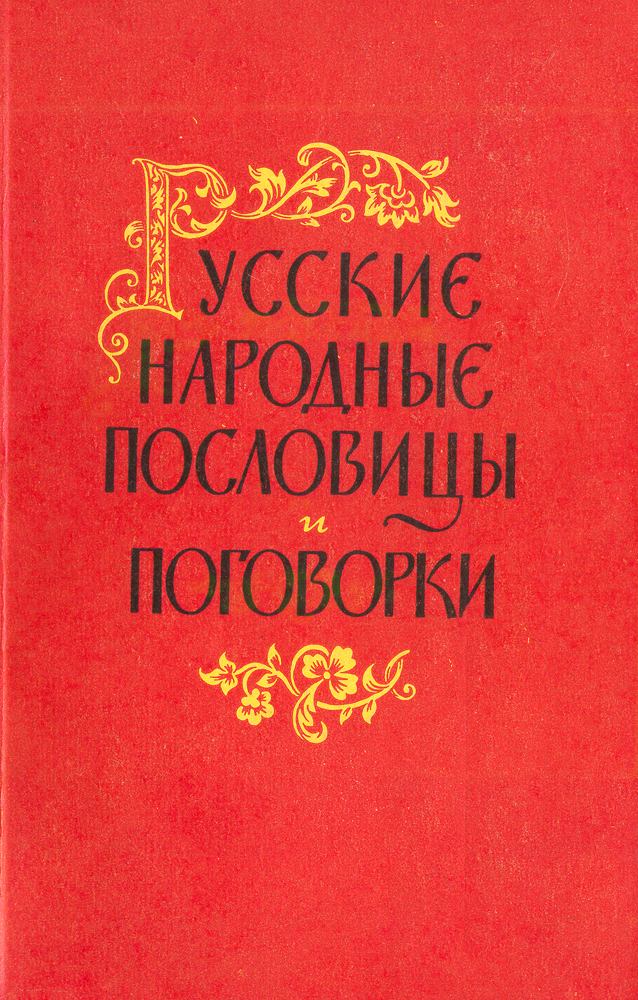 Русские
народные
пословицы
и
поговорки